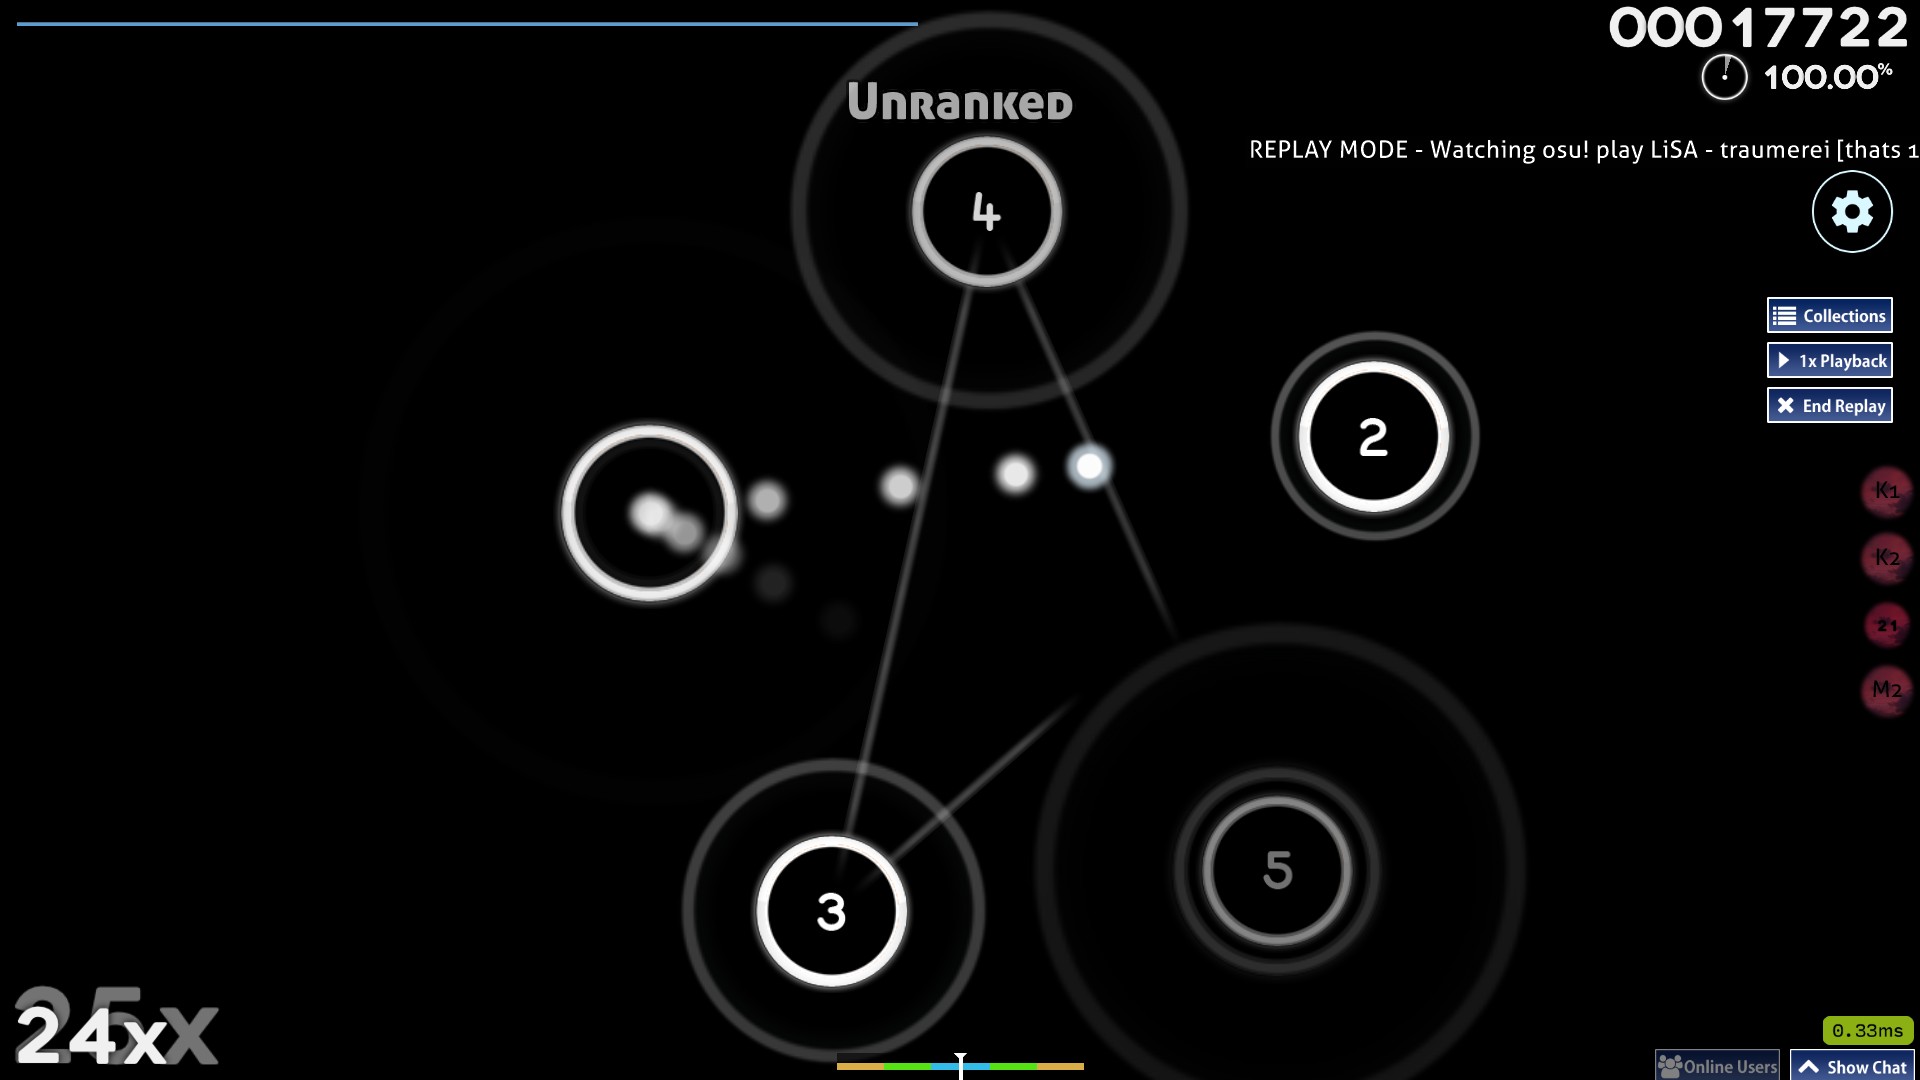 00017722
Unranked
100.00%
REPLAY MODE - Watching osu! play LiSA - traumerei [thats 1
4
Collections
1x Playback
2
End Replay
K1
K2
21
M2
5
3
24x
0.33ms
Online Users
Show Chat